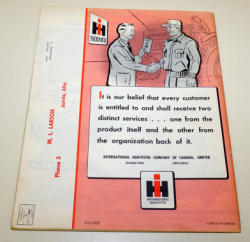 IH
SERVICE
It is our belief that every customer
is entitled to and shall receive two
distinct services . . . one from the
product itself and the other from
the organization back of it.
INTERNATIONAL HARVESTER COMPANY OF CANADA, LIMITED
HAMILTON ONTARIO
IH
INTERNATIONAL
HARVESTER
M. L. LARSON
Phone 3
Jarvie, Alta.